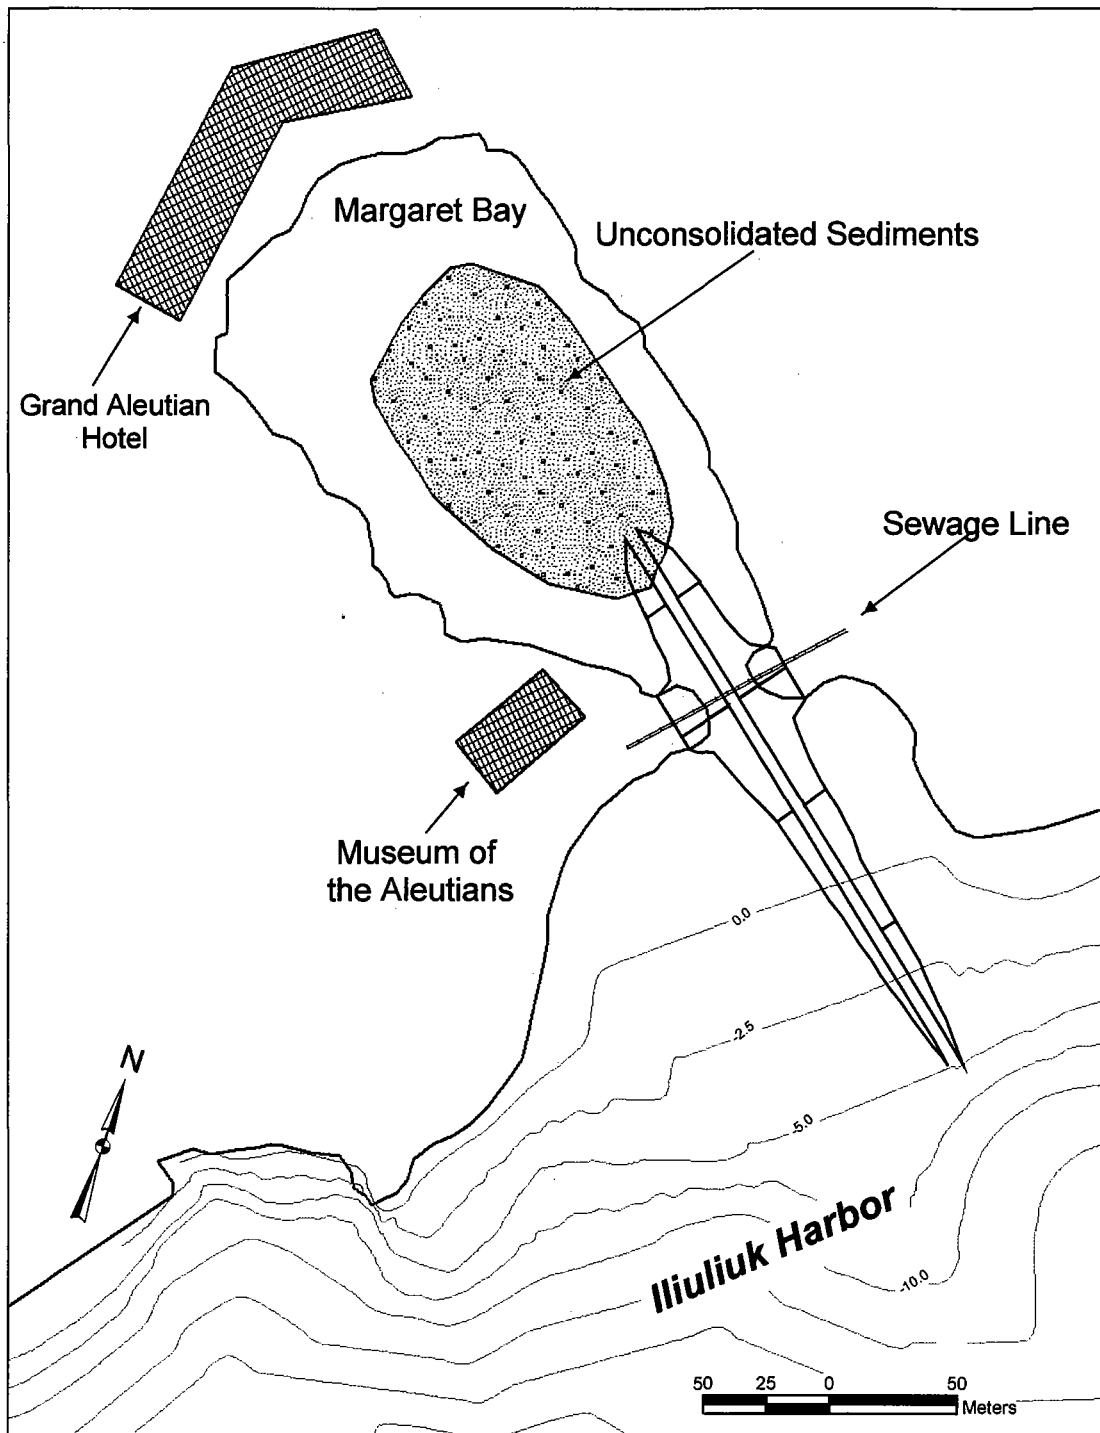 Margaret Bay
Unconsolidated Sediments
Grand Aleutian
Hotel
Sewage Line
Museum of
the Aleutians
0.0
-2.5
N
-5.0
Iliuliuk Harbor
-10.0
50 25 0 50
Meters